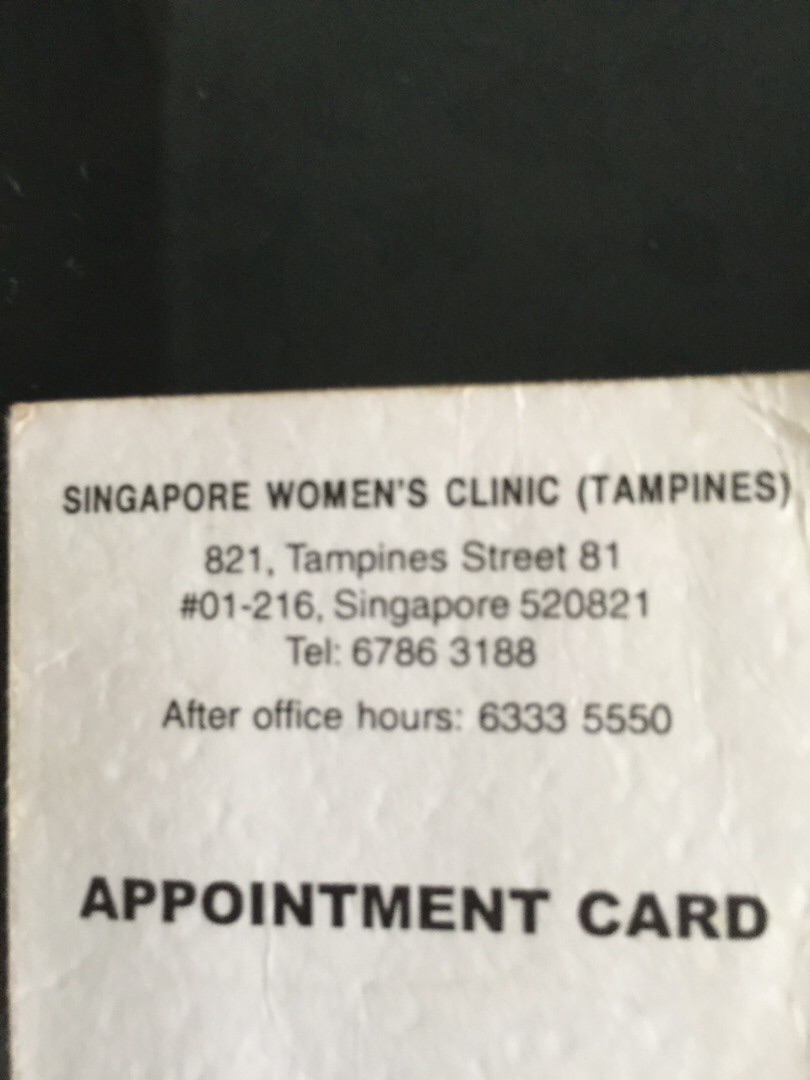 SINGAPORE WOMEN'S CLINIC (TAMPINES)
821, Tampines Street 81
#01-216, Singapore 520821
Tel: 6786 3188
After office hours: 6333 5550
APPOINTMENT CARD